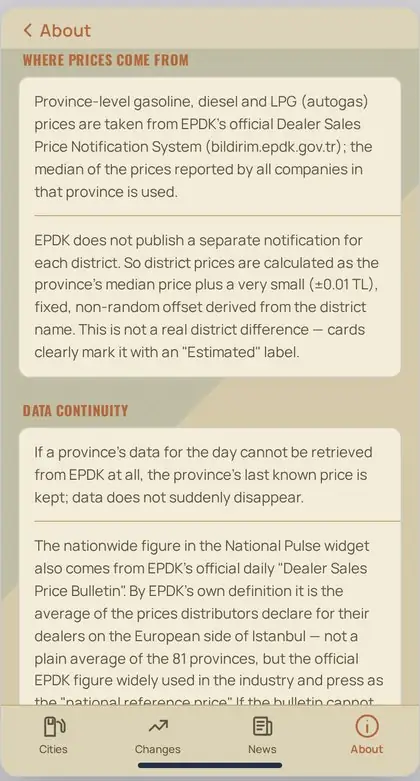 About
WHERE PRICES COME FROM
Province-level gasoline, diesel and LPG (autogas)
prices are taken from EPDK's official Dealer Sales
Price Notification System (bildirim.epdk.gov.tr); the
median of the prices reported by all companies in
that province is used.
EPDK does not publish a separate notification for
each district. So district prices are calculated as the
province's median price plus a very small (±0.01 TL),
fixed, non-random offset derived from the district
name. This is not a real district difference — cards
clearly mark it with an "Estimated" label.
DATA CONTINUITY
If a province's data for the day cannot be retrieved
from EPDK at all, the province's last known price is
kept; data does not suddenly disappear.
The nationwide figure in the National Pulse widget
also comes from EPDK's official daily "Dealer Sales
Price Bulletin". By EPDK's own definition it is the
average of the prices distributors declare for their
dealers on the European side of Istanbul — not a
plain average of the 81 provinces, but the official
EPDK figure widely used in the industry and press as
the "national reference price" If the bulletin cannot
Cities
Changes
News
About